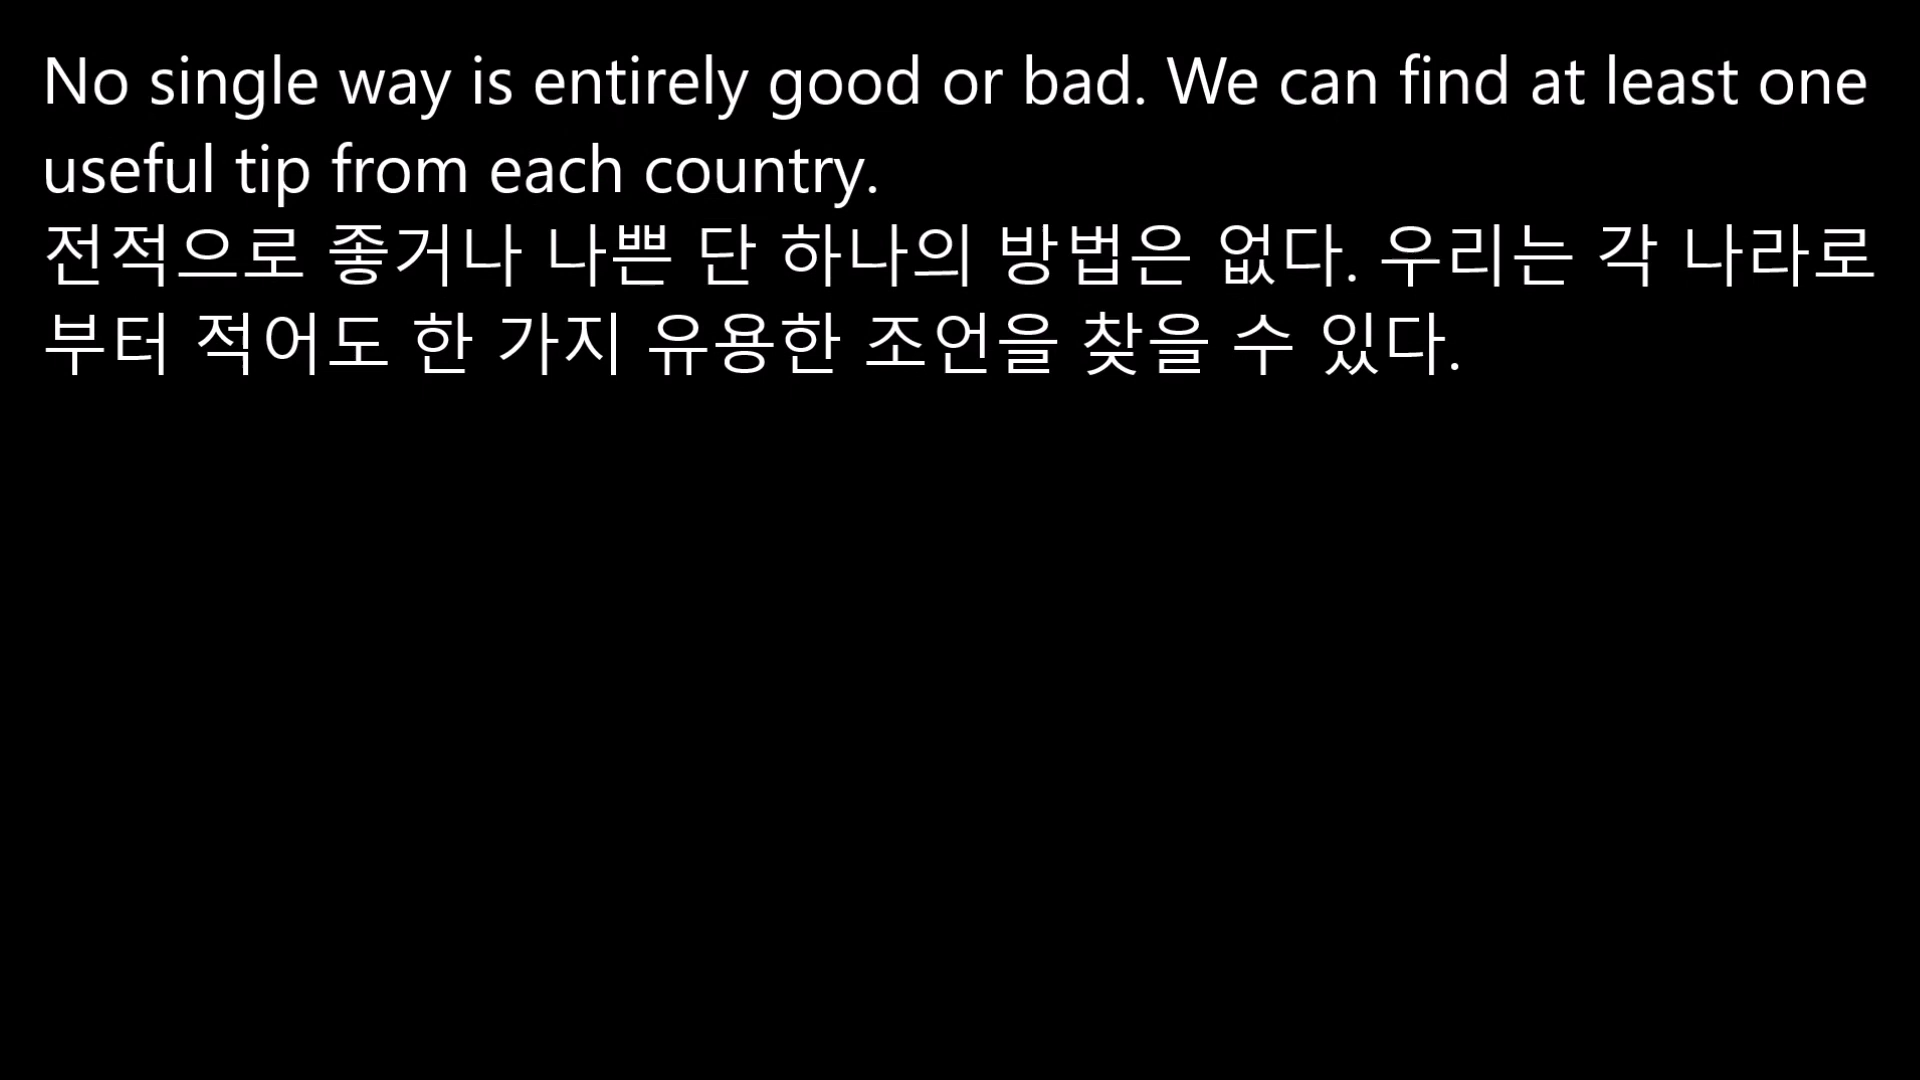 No single way is entirely good or bad. We can find at least one
useful tip from each country.
전적으로 좋거나 나쁜 단 하나의 방법은 없다. 우리는 각 나라로
부터 적어도 한 가지 유용한 조언을 찾을 수 있다.